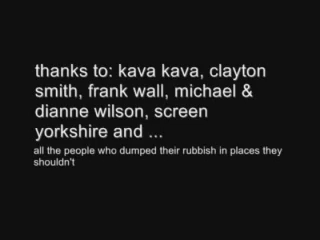 thanks to: kava kava, clayton
smith, frank wall, michael &
dianne wilson, screen
yorkshire and ...
all the people who dumped their rubbish in places they
shouldn't